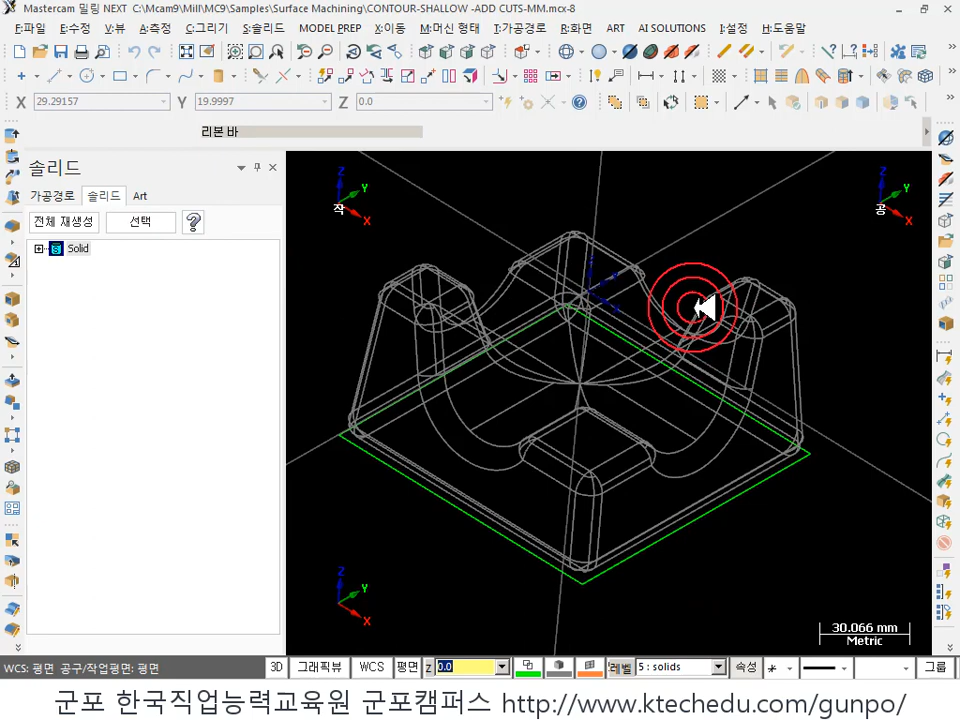 Mastercam 밀링 NEXT C:\Mcam9\Mill\MC9\Samples\Surface Machining\CONTOUR-SHALLOW -ADD CUTS-MM.mcx-8
F:파일 E:수정 V:뷰 A:측정 C:그리기 S:솔리드 MODEL PREP X:이동 M:머신 형태 T:가공경로 R:화면 ART AI SOLUTIONS I:설정 H:도움말
X 29.29157 Y 19.9997 Z 0.0
리본 바
솔리드
가공경로 솔리드 Art
전체 재생성 선택
Solid
Z Y X 작
Z Y X 공
Z Y X
30.066 mm
Metric
WCS: 평면 공구/작업평면: 평면 3D 그래픽뷰 WCS 평면 Z 0.0 레벨 5 : solids 속성 그룹
군포 한국직업능력교육원 군포캠퍼스 http://www.ktechedu.com/gunpo/